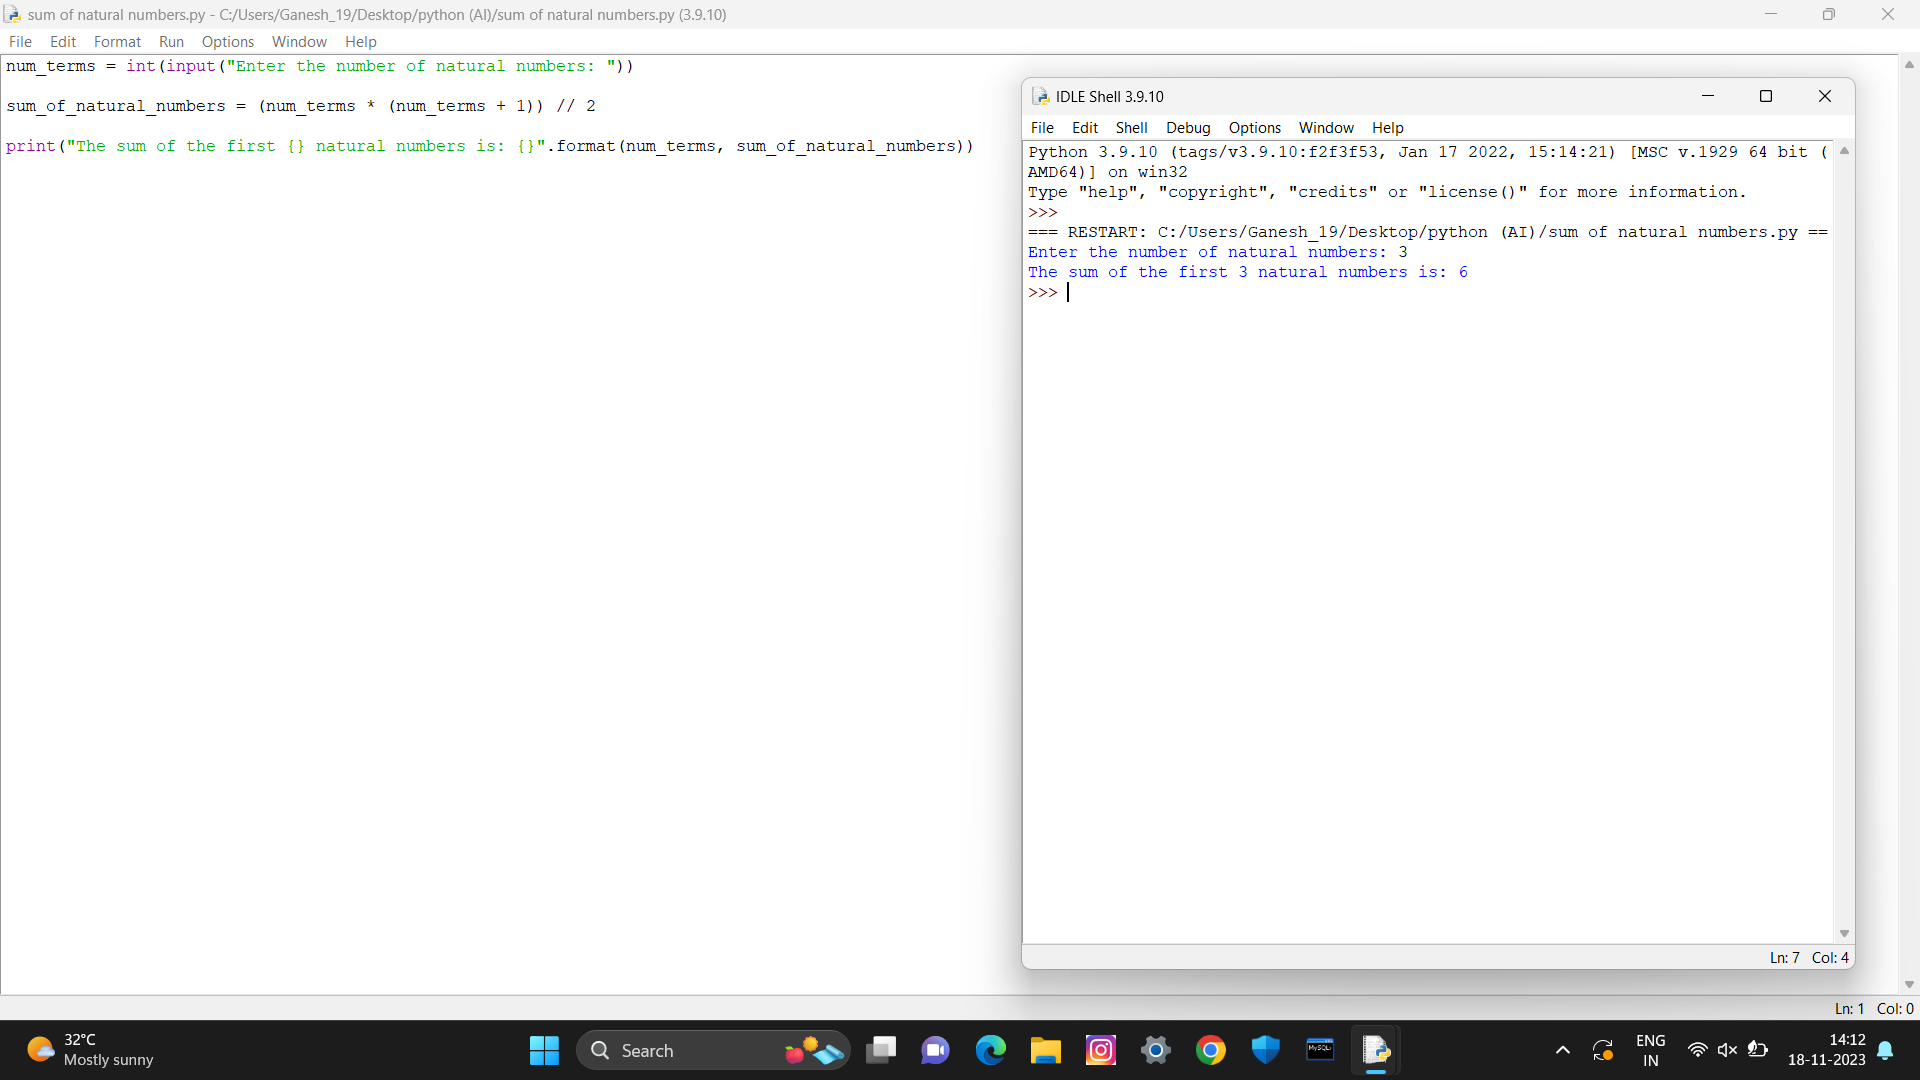 sum of natural numbers.py - C:/Users/Ganesh_19/Desktop/python (AI)/sum of natural numbers.py (3.9.10)
File Edit Format Run Options Window Help
num_terms = int(input("Enter the number of natural numbers: "))
sum_of_natural_numbers = (num_terms * (num_terms + 1)) // 2
print("The sum of the first {} natural numbers is: {}".format(num_terms, sum_of_natural_numbers))
IDLE Shell 3.9.10
File Edit Shell Debug Options Window Help
Python 3.9.10 (tags/v3.9.10:f2f3f53, Jan 17 2022, 15:14:21) [MSC v.1929 64 bit (
AMD64)] on win32
Type "help", "copyright", "credits" or "license()" for more information.
>>>
=== RESTART: C:/Users/Ganesh_19/Desktop/python (AI)/sum of natural numbers.py ==
Enter the number of natural numbers: 3
The sum of the first 3 natural numbers is: 6
>>>
Ln: 7 Col: 4
Ln: 1 Col: 0
32°C
Mostly sunny
Search
MySQL
ENG
IN
14:12
18-11-2023